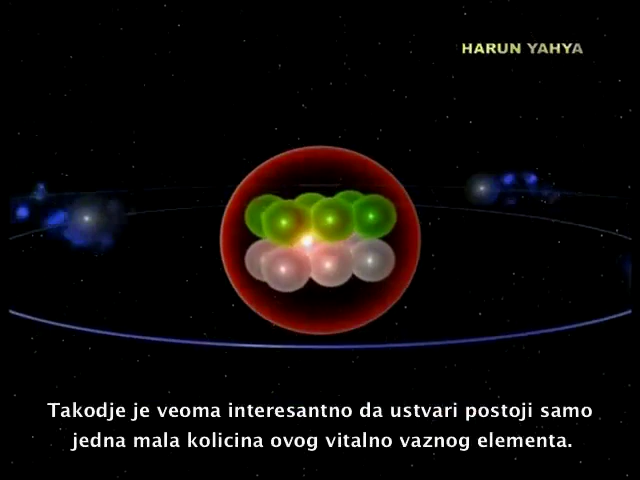 HARUN YAHYA
Takodje je veoma interesantno da ustvari postoji samo
jedna mala kolicina ovog vitalno vaznog elementa.